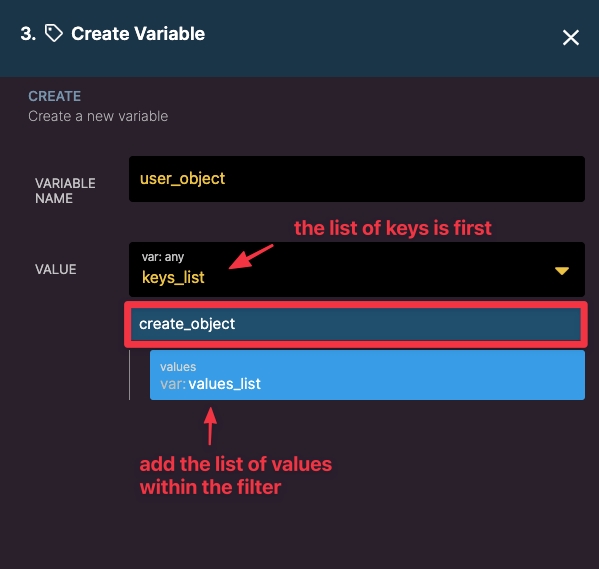 3. Create Variable
CREATE
Create a new variable
VARIABLE
NAME
user_object
the list of keys is first
VALUE
var: any
keys_list
create_object
values
var: values_list
add the list of values
within the filter